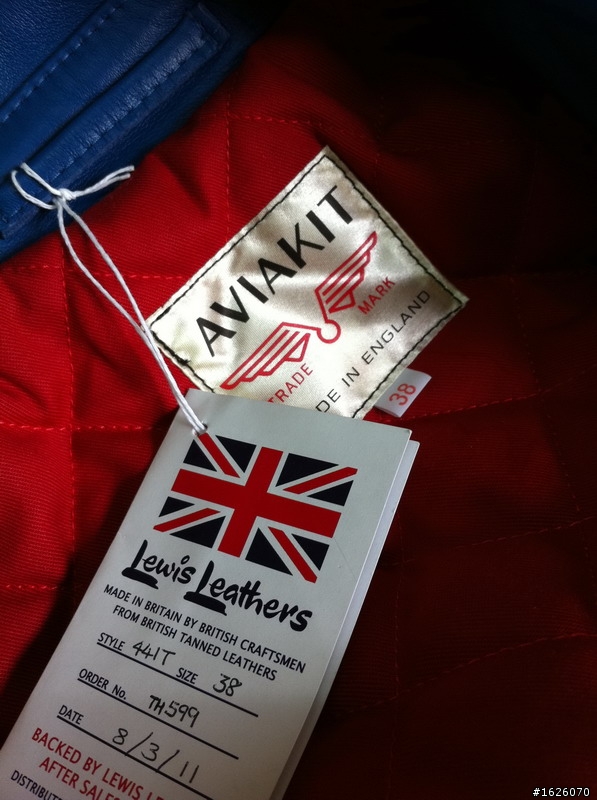 AVIAKIT
TRADE MARK
MADE IN ENGLAND
38
Lewis Leathers
MADE IN BRITAIN BY BRITISH CRAFTSMEN
FROM BRITISH TANNED LEATHERS
STYLE 441T SIZE 38
ORDER No. TH599
DATE 8/3/11
BACKED BY LEWIS
AFTER
#1626070